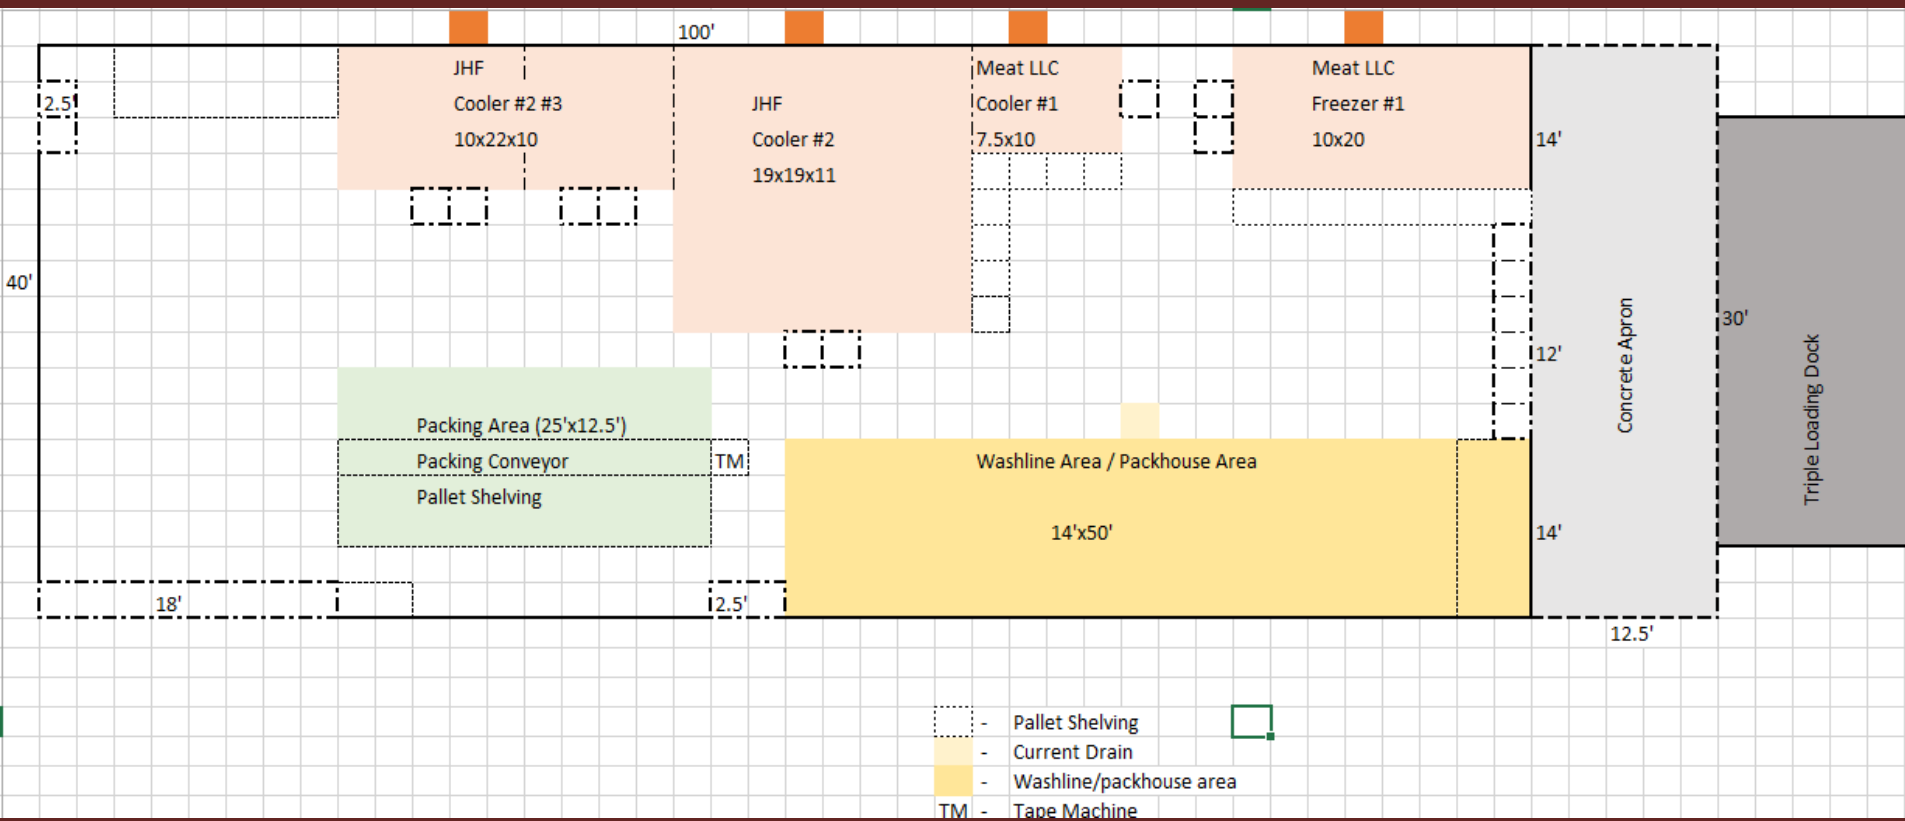 100'
JHF
Cooler #2 #3
10x22x10
JHF
Cooler #2
19x19x11
Meat LLC
Cooler #1
7.5x10
Meat LLC
Freezer #1
10x20
2.5'
14'
40'
30'
12'
Concrete Apron
Triple Loading Dock
Packing Area (25'x12.5')
Packing Conveyor
TM
Pallet Shelving
Washline Area / Packhouse Area
14'x50'
14'
18'
2.5'
12.5'
- Pallet Shelving
- Current Drain
- Washline/packhouse area
TM - Tape Machine